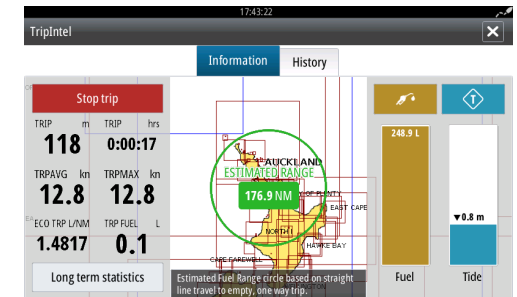 17:43:22
TripIntel
Information
History
Stop trip
TRIP m
118
TRIP hrs
0:00:17
TRPAVG kn
12.8
TRPMAX kn
12.8
ECO TRP L/NM
1.4817
TRP FUEL L
0.1
Long term statistics
AUCKLAND
ESTIMATED RANGE
176.9 NM
OF PLENTY
EAST CAPE
NORTH I
HAWKE BAY
CAPE FAREWELL
Estimated Fuel Range circle based on straight
line travel to empty, one way trip.
248.9 L
Fuel
T
▼0.8 m
Tide